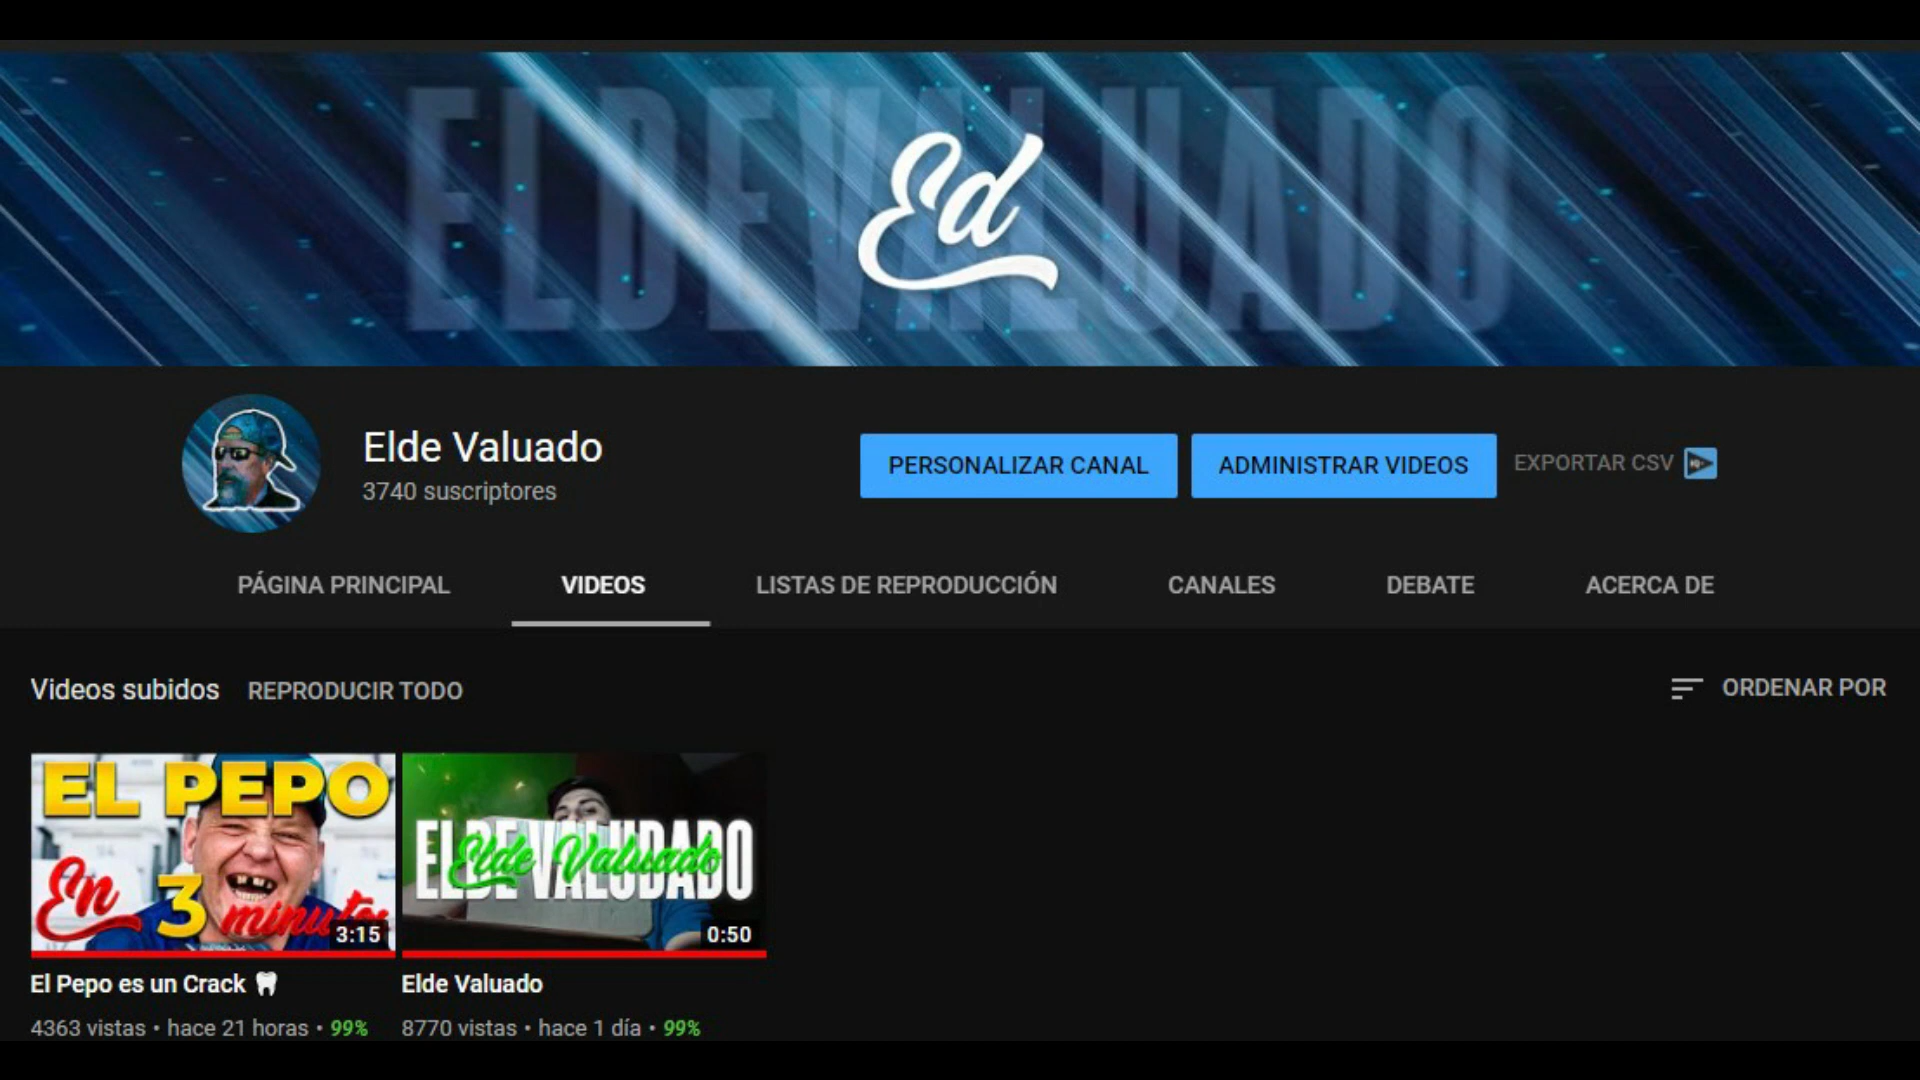 ELDEVALUADO
Ed
Elde Valuado
3740 suscriptores
PERSONALIZAR CANAL
ADMINISTRAR VIDEOS
EXPORTAR CSV
PÁGINA PRINCIPAL
VIDEOS
LISTAS DE REPRODUCCIÓN
CANALES
DEBATE
ACERCA DE
Videos subidos
REPRODUCIR TODO
ORDENAR POR
EL PEPO
En 3 minutos
3:15
ELDE VALUDADO
Elde Valuado
0:50
El Pepo es un Crack 🦷
4363 vistas • hace 21 horas • 99%
Elde Valuado
8770 vistas • hace 1 día • 99%